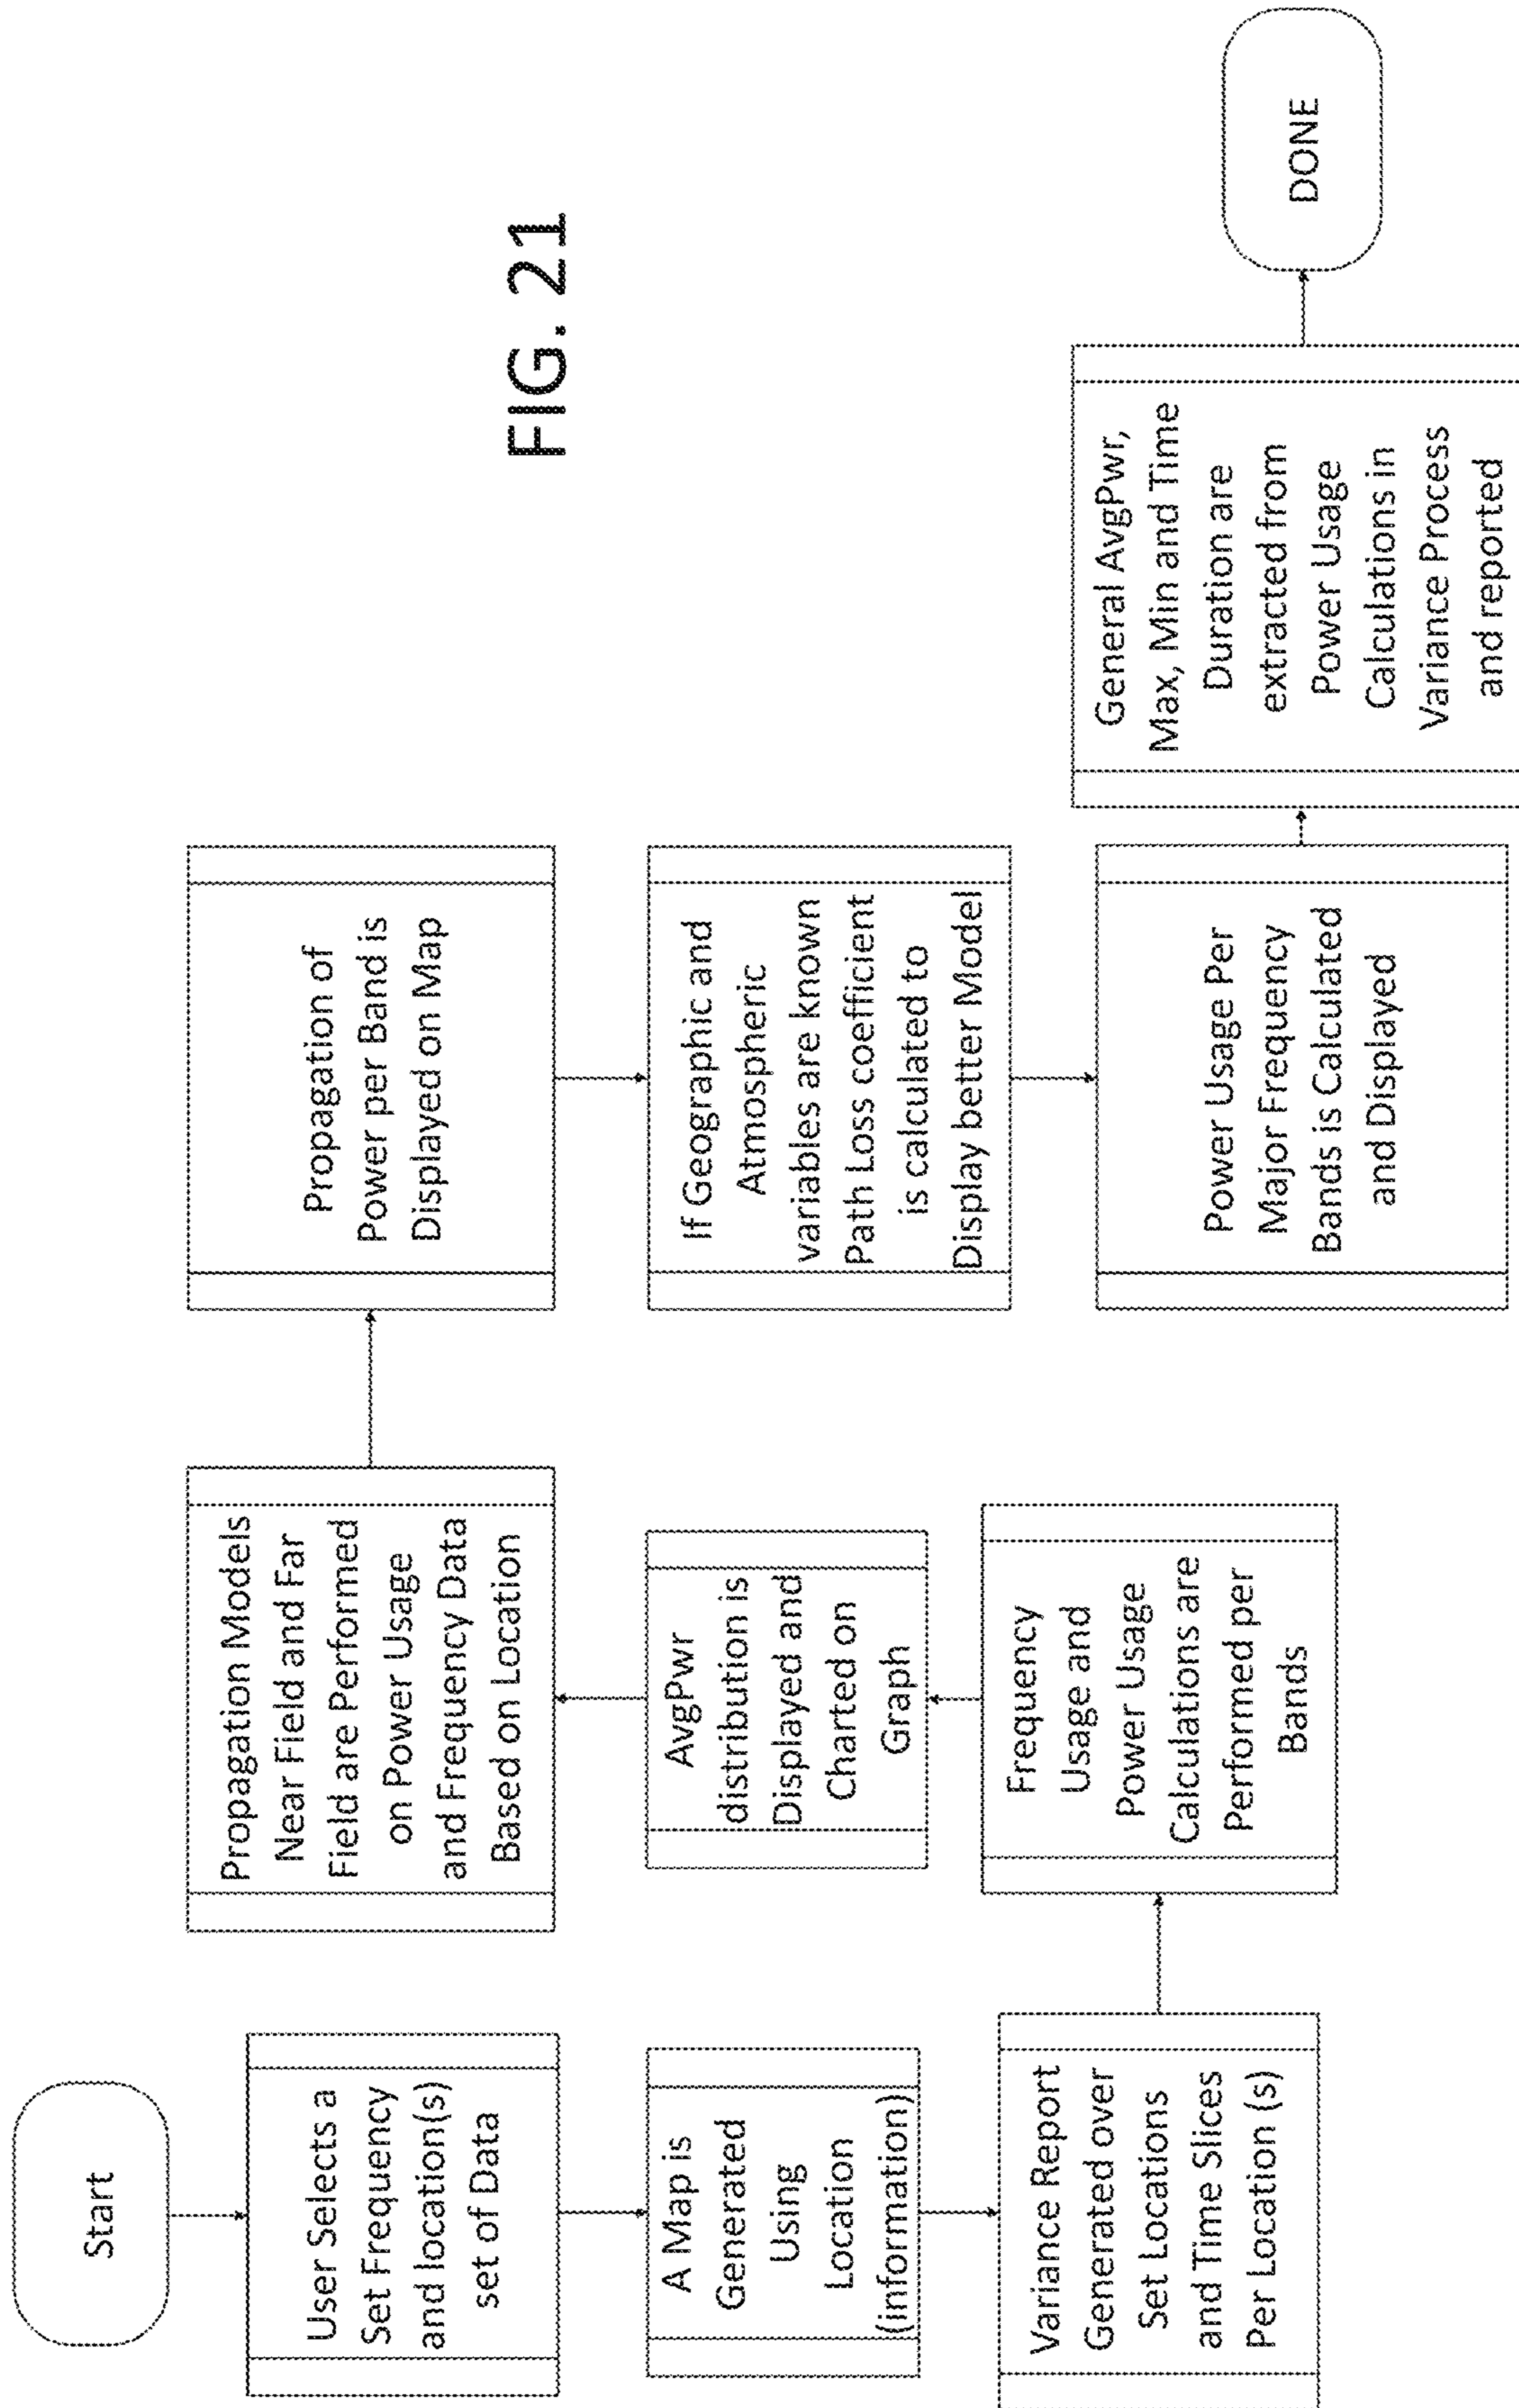 Start
User Selects a
Set Frequency
and location(s)
set of Data
A Map is
Generated
Using
Location
(information)
Variance Report
Generated over
Set Locations
and Time Slices
Per Location (s)
Frequency
Usage and
Power Usage
Calculations are
Performed per
Bands
AvgPwr
distribution is
Displayed and
Charted on
Graph
Propagation Models
Near Field and Far
Field are Performed
on Power Usage
and Frequency Data
Based on Location
Propagation of
Power per Band is
Displayed on Map
If Geographic and
Atmospheric
variables are known
Path Loss coefficient
is calculated to
Display better Model
Power Usage Per
Major Frequency
Bands is Calculated
and Displayed
General AvgPwr,
Max, Min and Time
Duration are
extracted from
Power Usage
Calculations in
Variance Process
and reported
DONE
FIG. 21